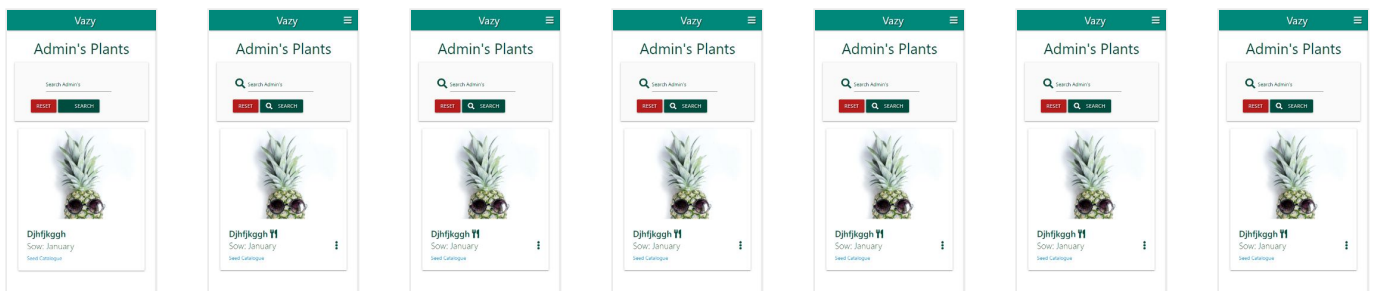 Vazy
Admin's Plants
Search Admin's
RESET SEARCH
Djhfjkggh
Sow: January
Seed Catalogue
Vazy
Admin's Plants
Search Admin's
RESET SEARCH
Djhfjkggh
Sow: January
Seed Catalogue
Vazy
Admin's Plants
Search Admin's
RESET SEARCH
Djhfjkggh
Sow: January
Seed Catalogue
Vazy
Admin's Plants
Search Admin's
RESET SEARCH
Djhfjkggh
Sow: January
Seed Catalogue
Vazy
Admin's Plants
Search Admin's
RESET SEARCH
Djhfjkggh
Sow: January
Seed Catalogue
Vazy
Admin's Plants
Search Admin's
RESET SEARCH
Djhfjkggh
Sow: January
Seed Catalogue
Vazy
Admin's Plants
Search Admin's
RESET SEARCH
Djhfjkggh
Sow: January
Seed Catalogue